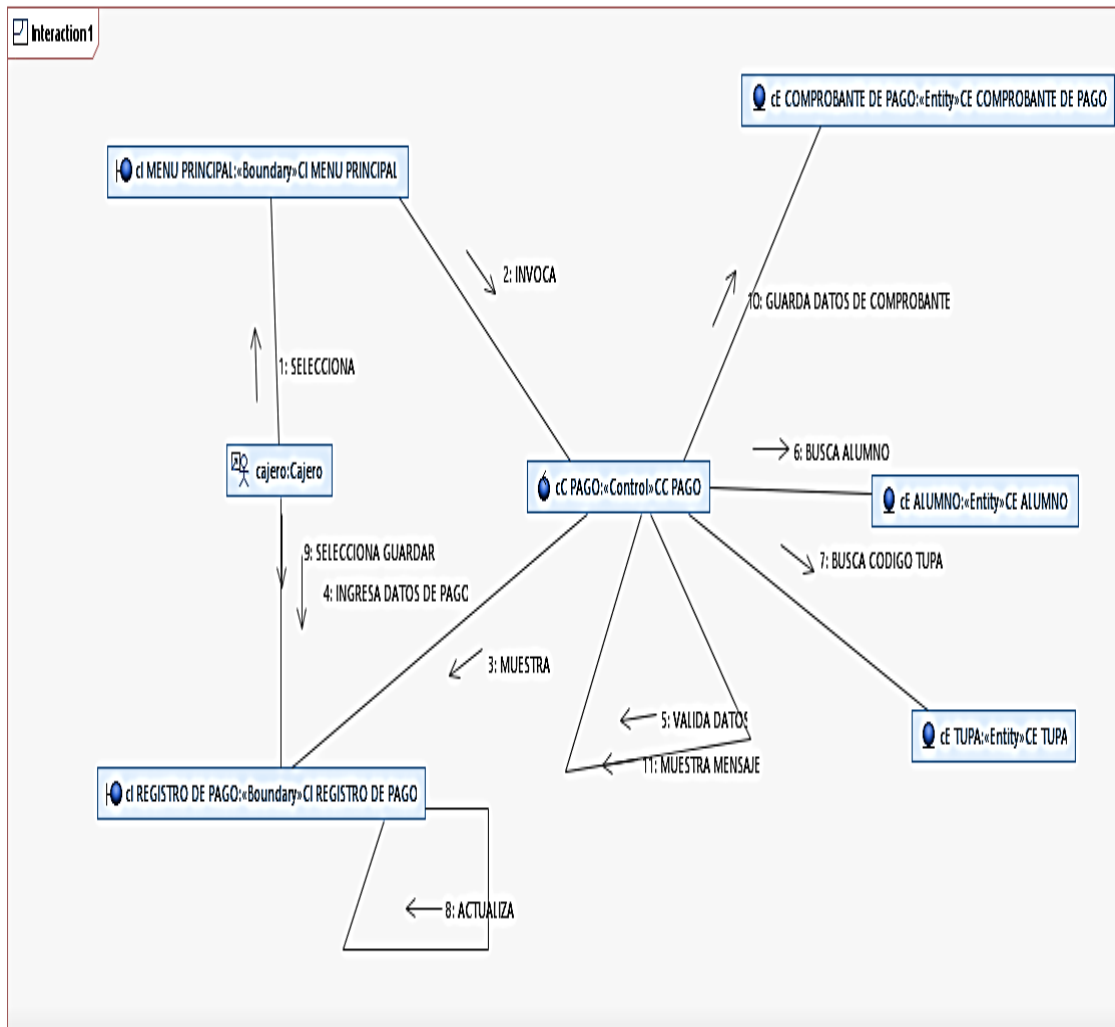 Interaction1
cE COMPROBANTE DE PAGO:«Entity»CE COMPROBANTE DE PAGO
cI MENU PRINCIPAL:«Boundary»CI MENU PRINCIPAL
2: INVOCA
10: GUARDA DATOS DE COMPROBANTE
1: SELECCIONA
6: BUSCA ALUMNO
cajero:Cajero
cC PAGO:«Control»CC PAGO
cE ALUMNO:«Entity»CE ALUMNO
9: SELECCIONA GUARDAR
7: BUSCA CODIGO TUPA
4: INGRESA DATOS DE PAGO
3: MUESTRA
5: VALIDA DATOS
cE TUPA:«Entity»CE TUPA
11: MUESTRA MENSAJE
cI REGISTRO DE PAGO:«Boundary»CI REGISTRO DE PAGO
8: ACTUALIZA